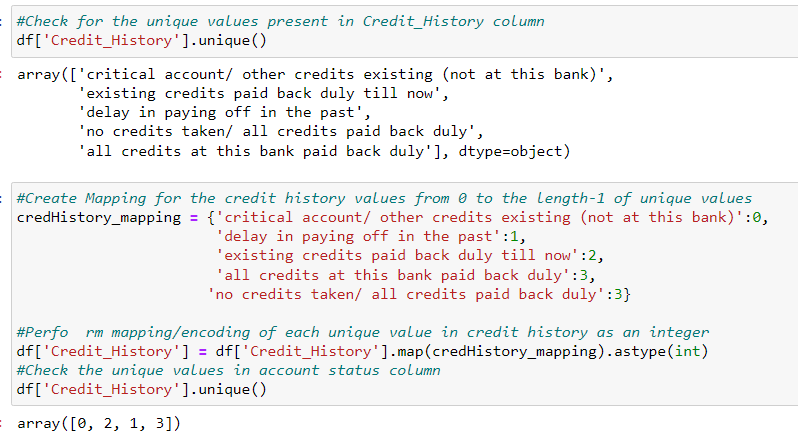 #Check for the unique values present in Credit_History column
df['Credit_History'].unique()
array(['critical account/ other credits existing (not at this bank)',
'existing credits paid back duly till now',
'delay in paying off in the past',
'no credits taken/ all credits paid back duly',
'all credits at this bank paid back duly'], dtype=object)
#Create Mapping for the credit history values from 0 to the length-1 of unique values
credHistory_mapping = {'critical account/ other credits existing (not at this bank)':0,
'delay in paying off in the past':1,
'existing credits paid back duly till now':2,
'all credits at this bank paid back duly':3,
'no credits taken/ all credits paid back duly':3}
#Perfo  rm mapping/encoding of each unique value in credit history as an integer
df['Credit_History'] = df['Credit_History'].map(credHistory_mapping).astype(int)
#Check the unique values in account status column
df['Credit_History'].unique()
array([0, 2, 1, 3])